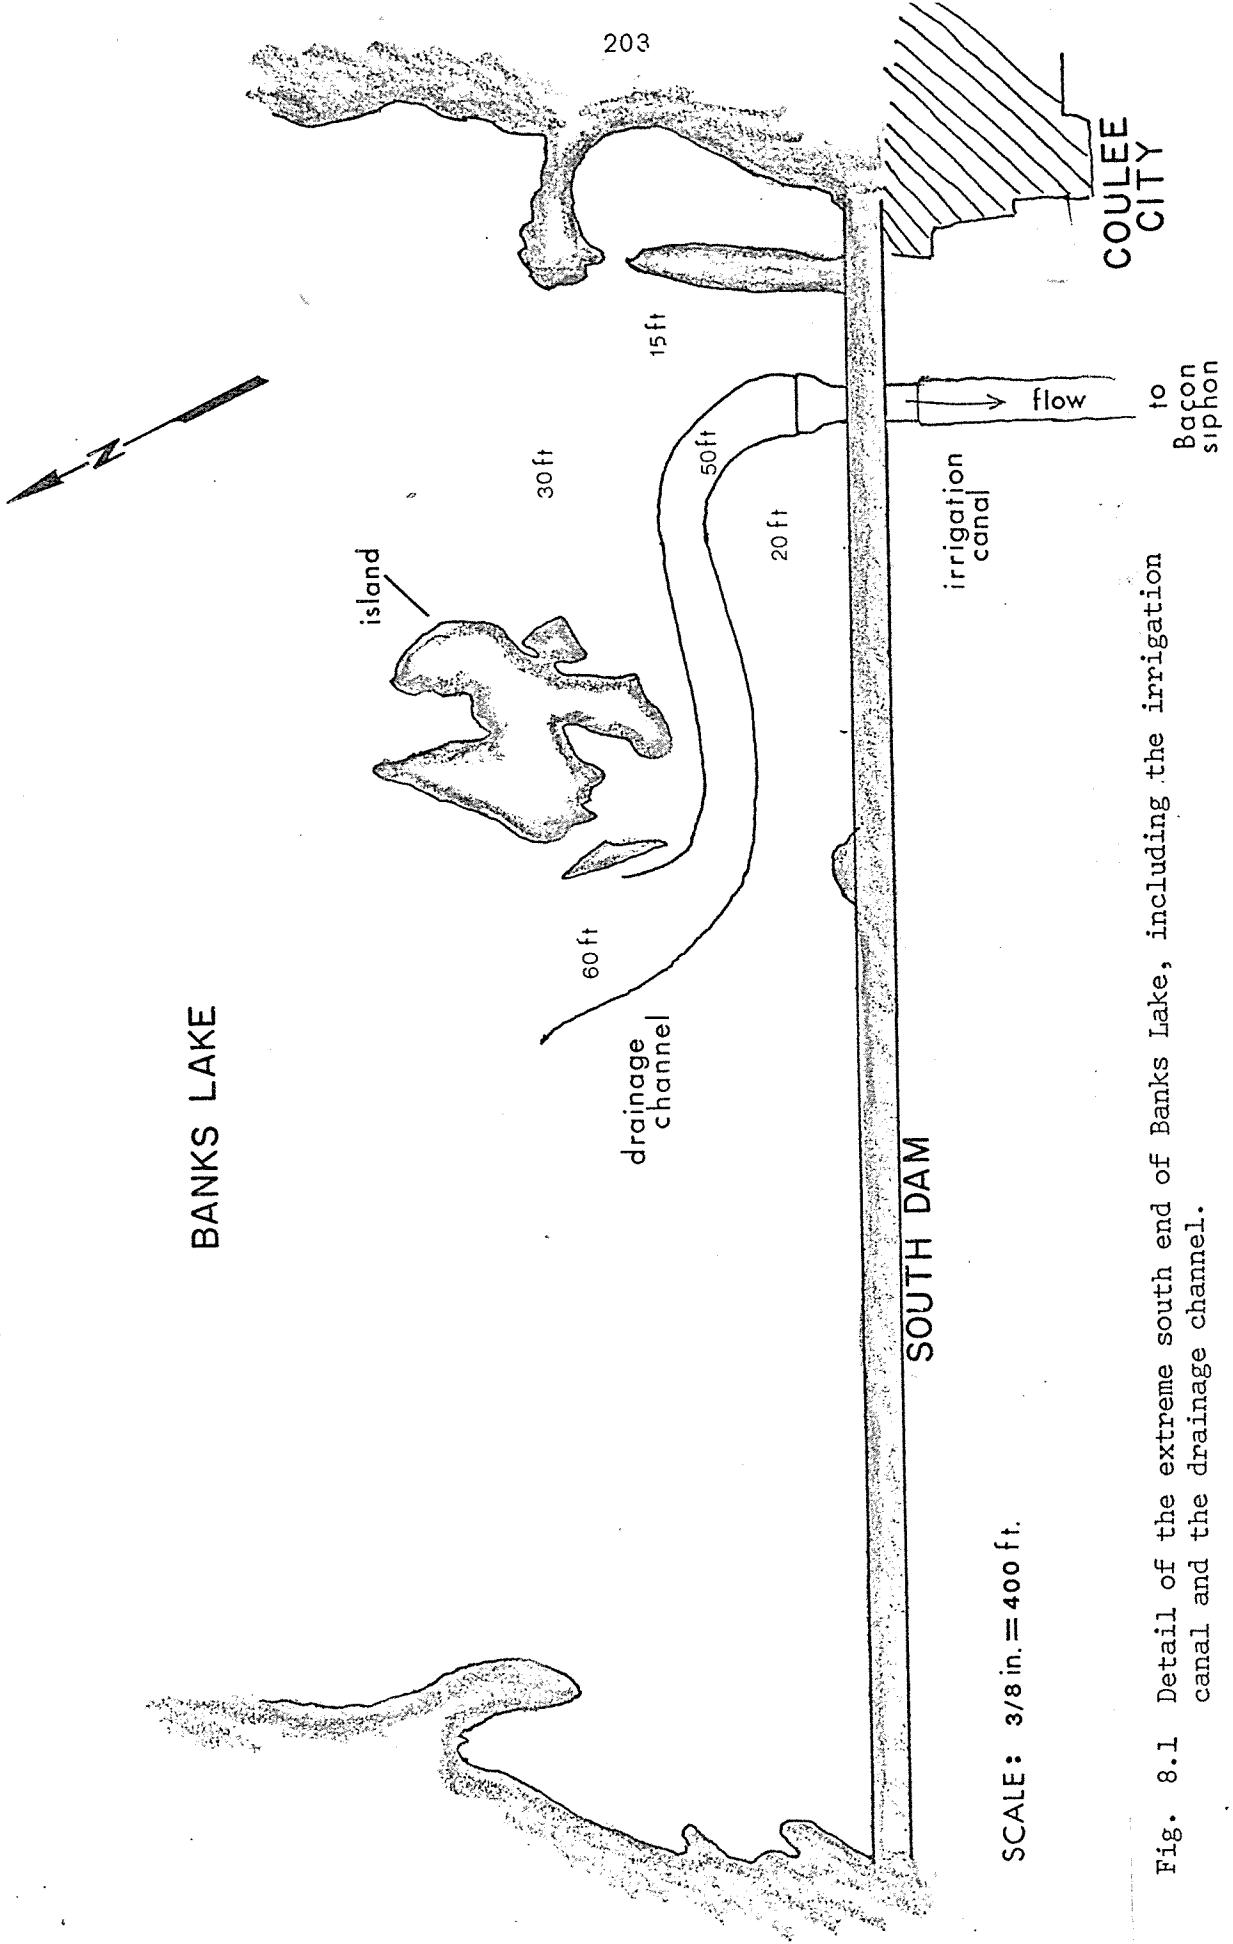 203
BANKS LAKE
N
island
30 ft
15 ft
50 ft
20 ft
60 ft
drainage
channel
SOUTH DAM
irrigation
canal
flow
to
Bacon
siphon
COULEE
CITY
SCALE: 3/8 in. = 400 ft.
Fig. 8.1 Detail of the extreme south end of Banks Lake, including the irrigation
canal and the drainage channel.